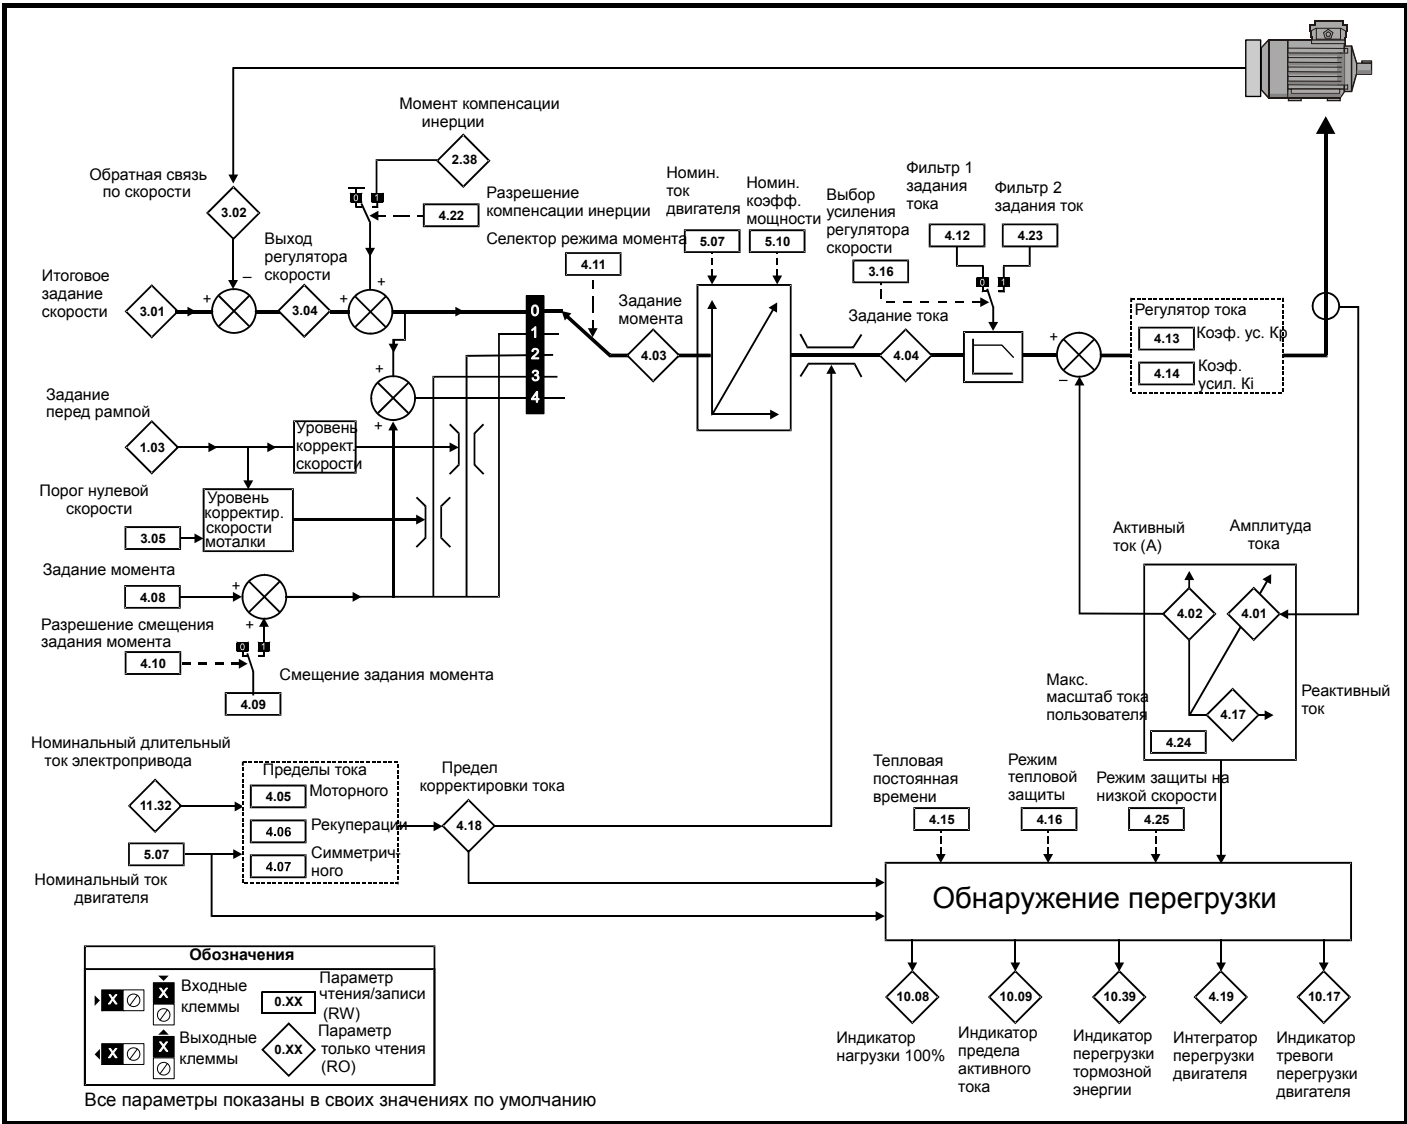 Момент компенсации
инерции
2.38
Обратная связь
по скорости
3.02
0 1
Разрешение
компенсации инерции
4.22
Селектор режима момента
4.11
Номин.
ток
двигателя
5.07
Номин.
коэфф.
мощности
5.10
Выбор
усиления
регулятора
скорости
3.16
Фильтр 1
задания
тока
4.12
Фильтр 2
задания ток
4.23
0 1
Выход
регулятора
скорости
3.04
Итоговое
задание
скорости
3.01
+
–
+
+
0
1
2
3
4
Задание
момента
4.03
Задание тока
4.04
+
–
Регулятор тока
4.13 Коэф. ус. Kp
4.14 Коэф.
усил. Ki
Задание
перед рампой
1.03
+
+
Уровень
коррект.
скорости
Порог нулевой
скорости
3.05
Уровень
корректир.
скорости
моталки
Задание момента
4.08
+
+
Разрешение смещения
задания момента
4.10
0 1
Смещение задания момента
4.09
Активный
ток (A)
Амплитуда
тока
4.02
4.01
4.17
Реактивный
ток
Макс.
масштаб тока
пользователя
4.24
Номинальный длительный
ток электропривода
11.32
5.07
Номинальный ток
двигателя
Пределы тока
4.05 Моторного
4.06 Рекуперации
4.07 Симметрич-
ного
Предел
корректировки тока
4.18
Тепловая
постоянная
времени
4.15
Режим
тепловой
защиты
4.16
Режим защиты на
низкой скорости
4.25
Обнаружение перегрузки
10.08
Индикатор
нагрузки 100%
10.09
Индикатор
предела
активного
тока
10.39
Индикатор
перегрузки
тормозной
энергии
4.19
Интегратор
перегрузки
двигателя
10.17
Индикатор
тревоги
перегрузки
двигателя
Обозначения
X X Входные
клеммы
0.XX Параметр
чтения/записи
(RW)
X X Выходные
клеммы
0.XX Параметр
только чтения
(RO)
Все параметры показаны в своих значениях по умолчанию